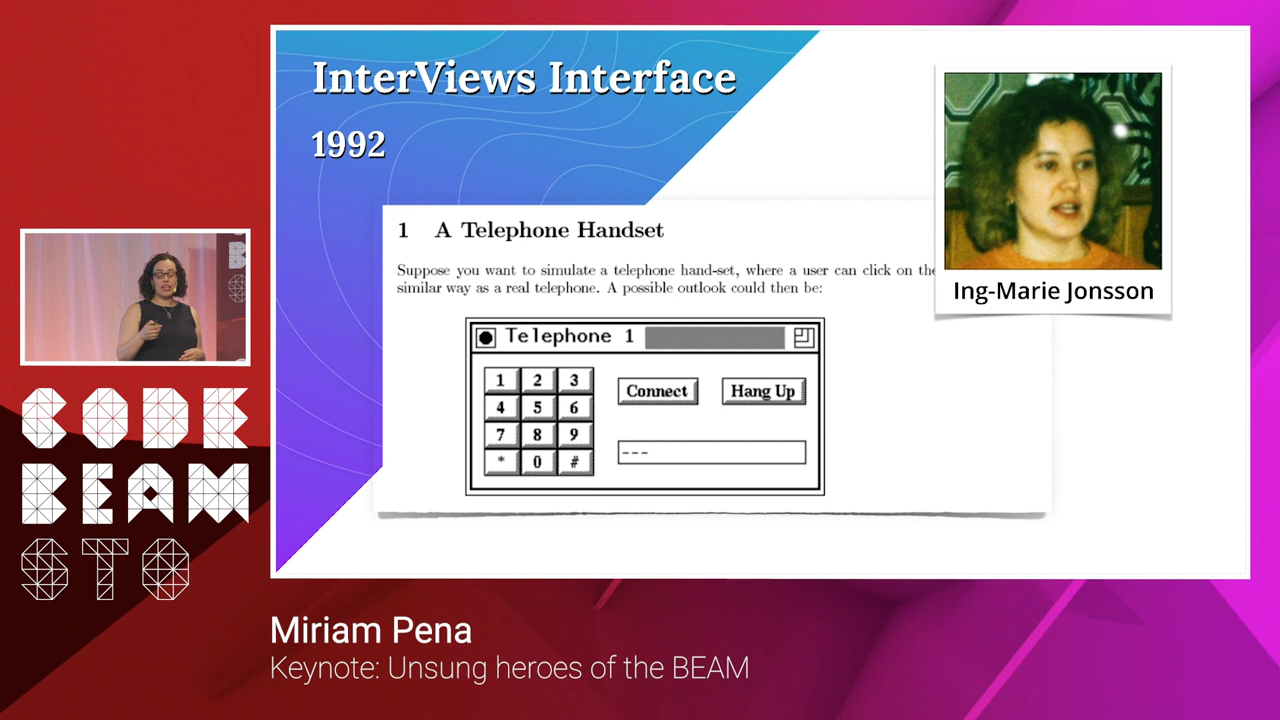 InterViews Interface
1992
1 A Telephone Handset
Suppose you want to simulate a telephone hand-set, where a user can click on the
similar way as a real telephone. A possible outlook could then be:
Telephone 1
1 2 3
4 5 6
7 8 9
* 0 #
Connect
Hang Up
---
Ing-Marie Jonsson
CODE
BEAM
STO
Miriam Pena
Keynote: Unsung heroes of the BEAM